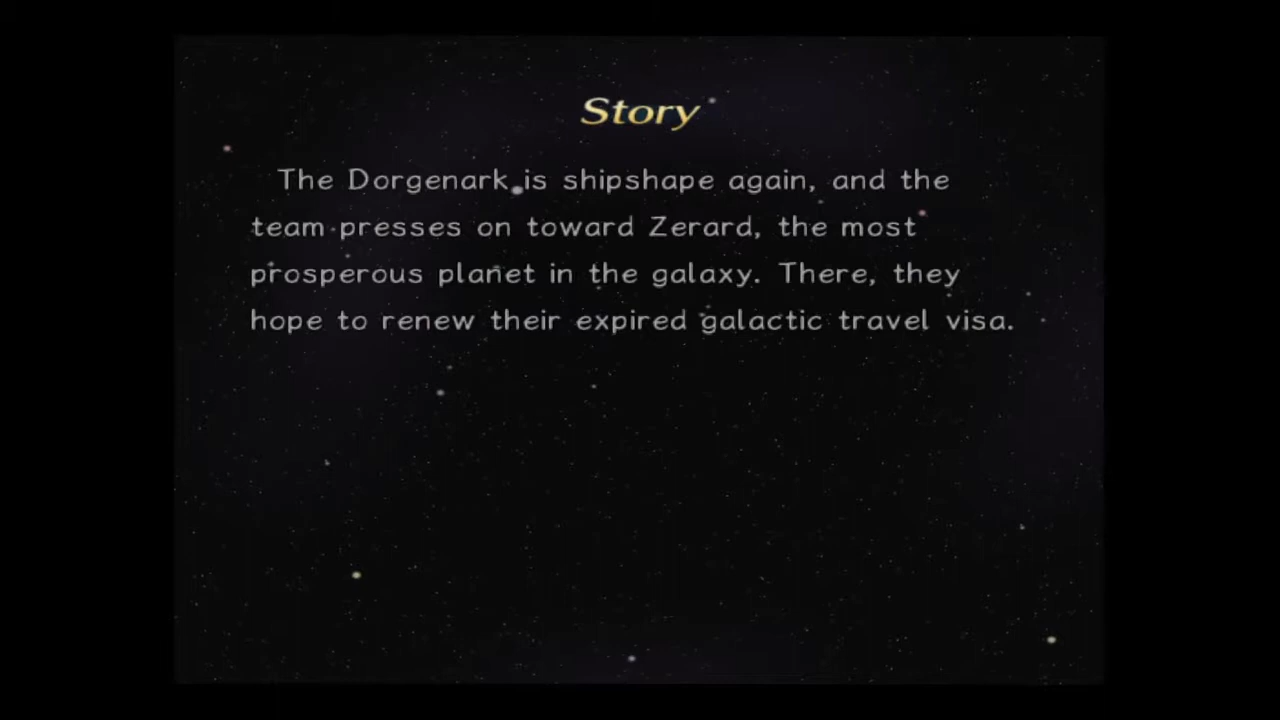 Story
The Dorgenark is shipshape again, and the
team presses on toward Zerard, the most
prosperous planet in the galaxy. There, they
hope to renew their expired galactic travel visa.